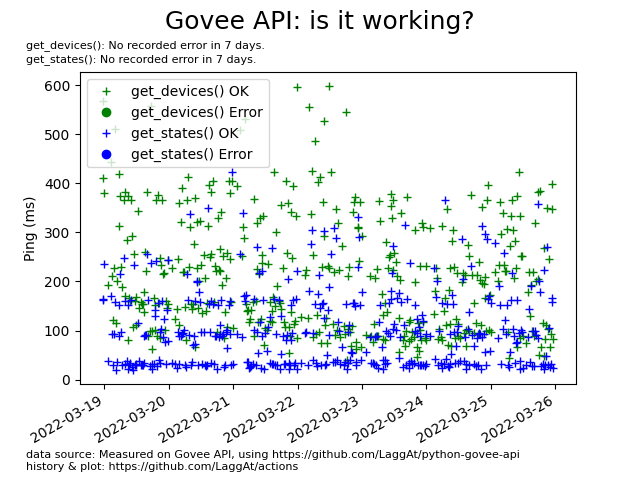 Govee API: is it working?
get_devices(): No recorded error in 7 days.
get_states(): No recorded error in 7 days.
get_devices() OK
get_devices() Error
get_states() OK
get_states() Error
Ping (ms)
600
500
400
300
200
100
0
2022-03-19
2022-03-20
2022-03-21
2022-03-22
2022-03-23
2022-03-24
2022-03-25
2022-03-26
data source: Measured on Govee API, using https://github.com/LaggAt/python-govee-api
history & plot: https://github.com/LaggAt/actions